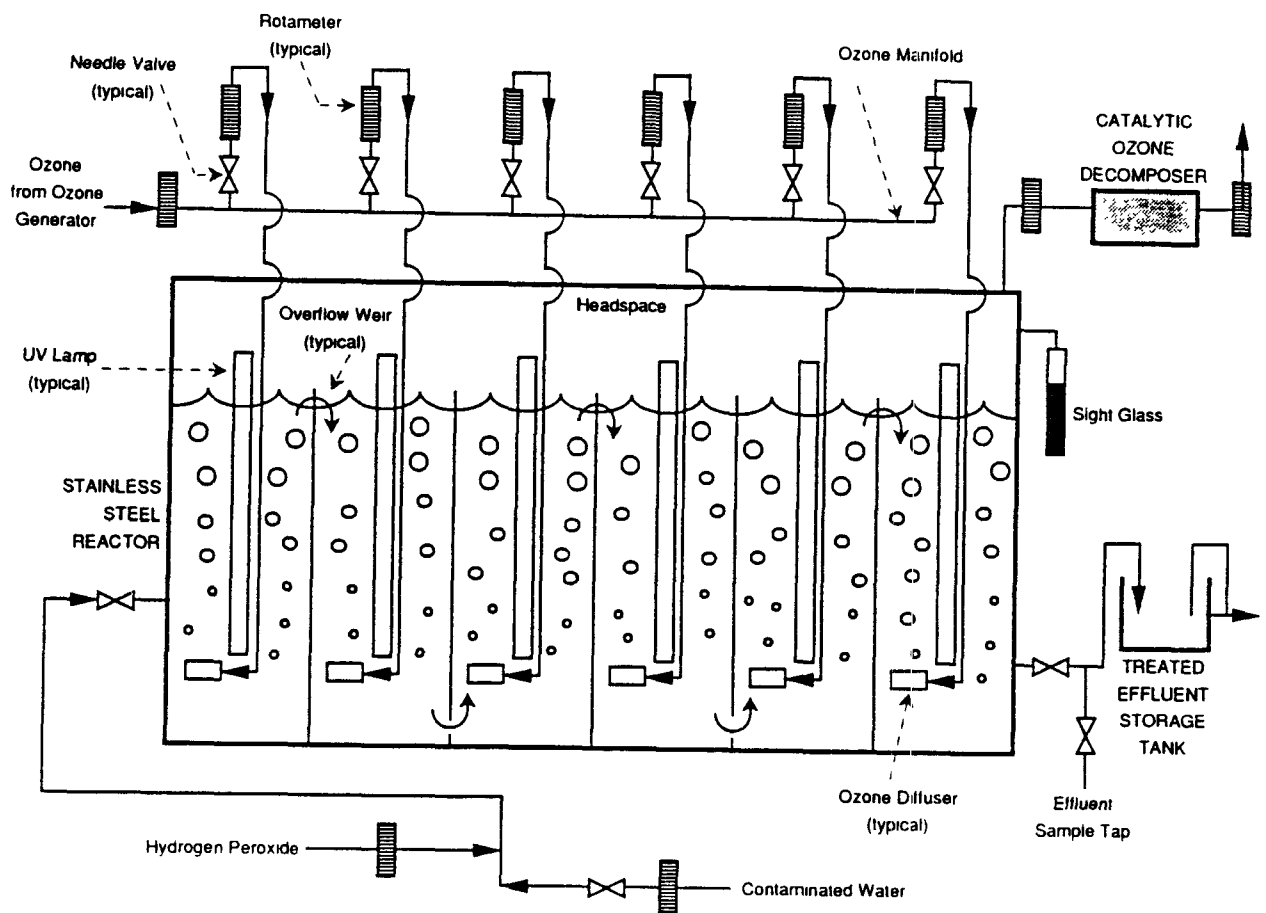 Rotameter
(typical)
Needle Valve
(typical)
Ozone Manifold
Ozone
from Ozone
Generator
CATALYTIC
OZONE
DECOMPOSER
Headspace
Overflow Weir
(typical)
UV Lamp
(typical)
Sight Glass
STAINLESS
STEEL
REACTOR
TREATED
EFFLUENT
STORAGE
TANK
Ozone Diffuser
(typical)
Effluent
Sample Tap
Hydrogen Peroxide
Contaminated Water